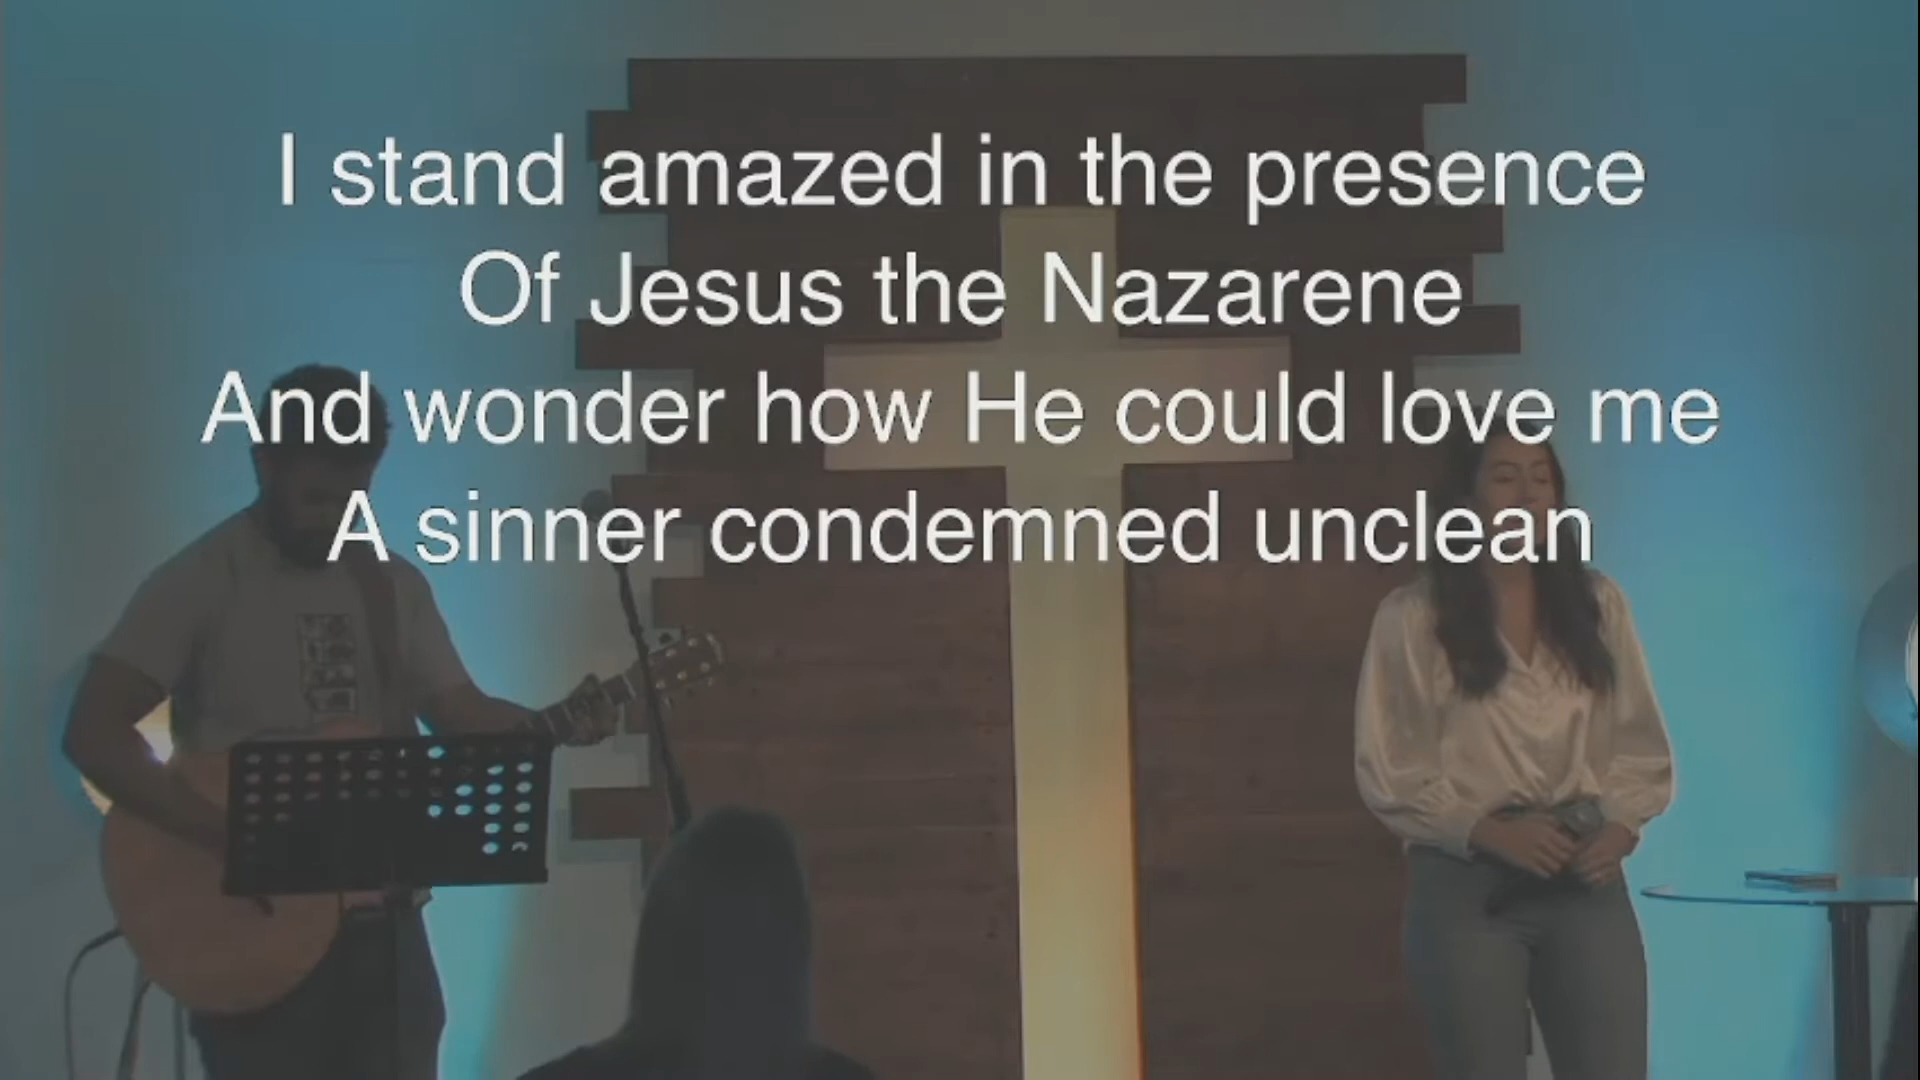 I stand amazed in the presence
Of Jesus the Nazarene
And wonder how He could love me
A sinner condemned unclean